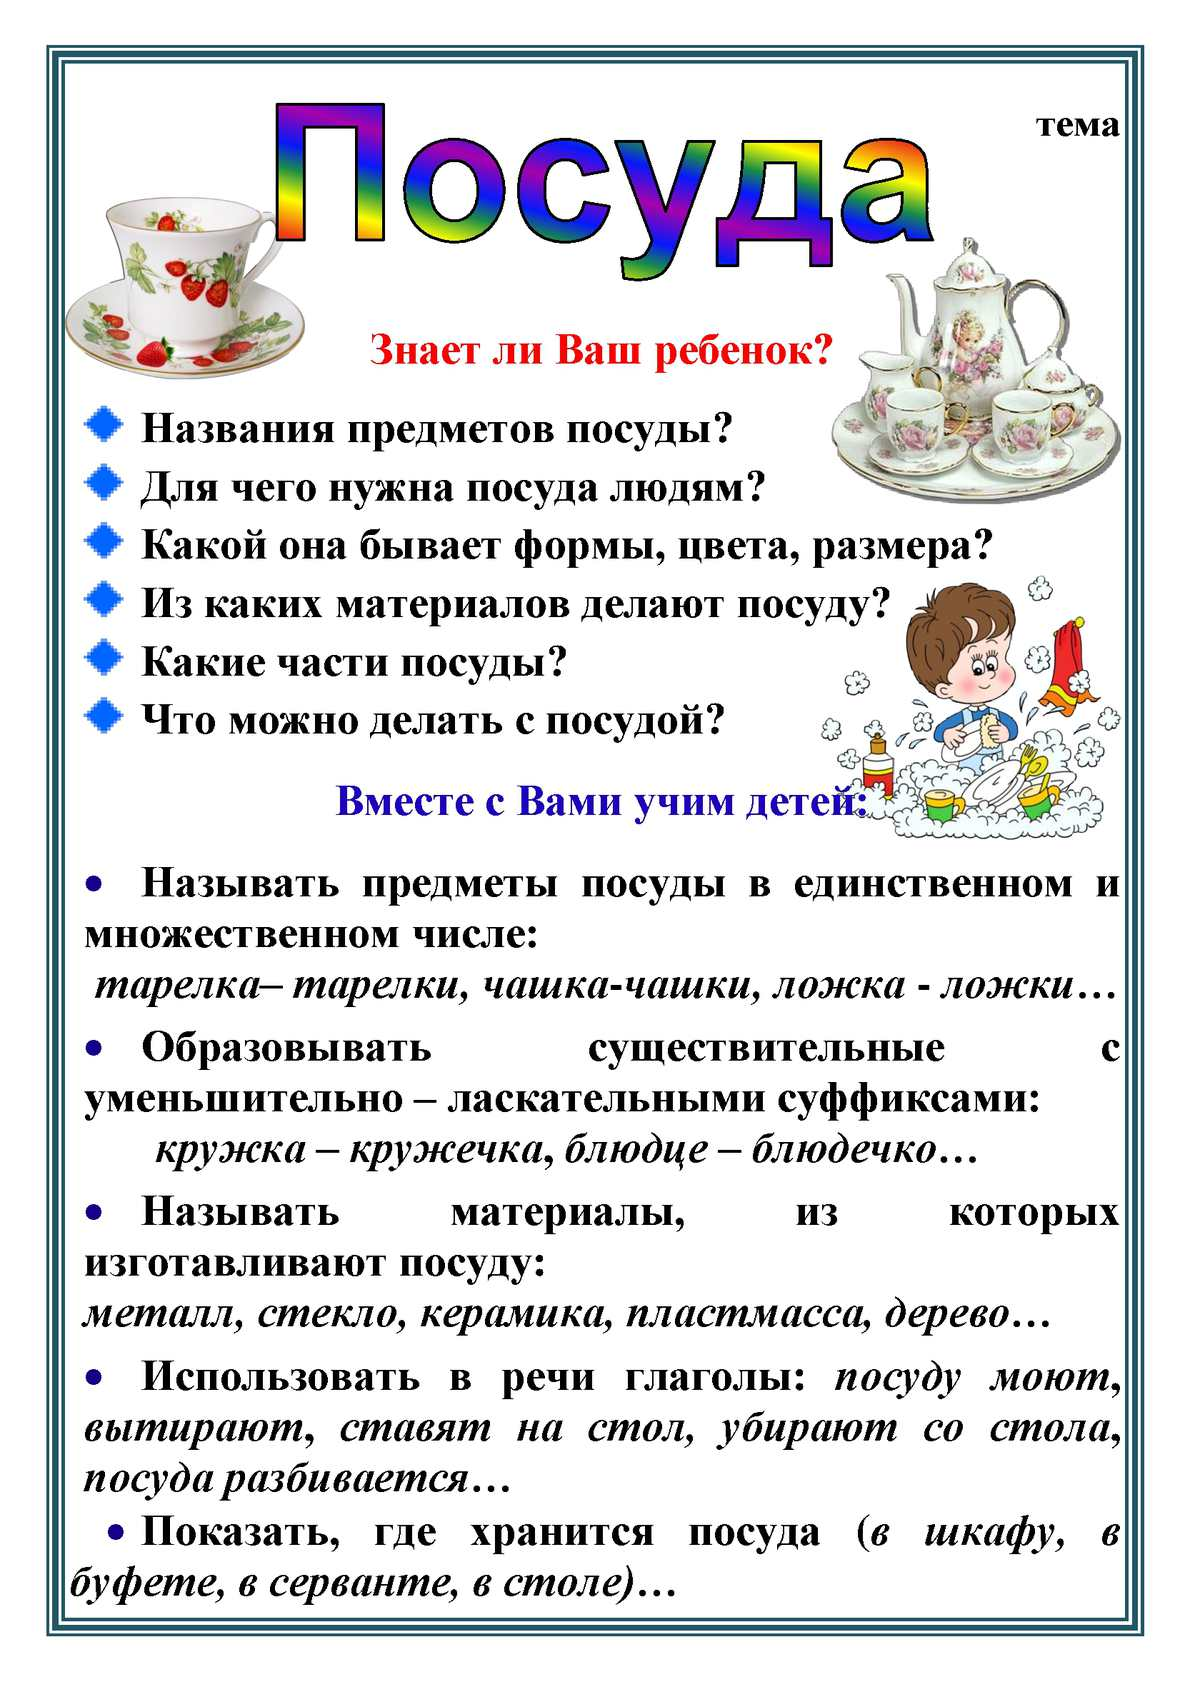 тема
Посуда
Знает ли Ваш ребенок?
Названия предметов посуды?
Для чего нужна посуда людям?
Какой она бывает формы, цвета, размера?
Из каких материалов делают посуду?
Какие части посуды?
Что можно делать с посудой?
Вместе с Вами учим детей:
• Называть предметы посуды в единственном и
множественном числе:
тарелка– тарелки, чашка-чашки, ложка - ложки…
• Образовывать существительные с
уменьшительно – ласкательными суффиксами:
кружка – кружечка, блюдце – блюдечко…
• Называть материалы, из которых
изготавливают посуду:
металл, стекло, керамика, пластмасса, дерево…
• Использовать в речи глаголы: посуду моют,
вытирают, ставят на стол, убирают со стола,
посуда разбивается…
• Показать, где хранится посуда (в шкафу, в
буфете, в серванте, в столе)…